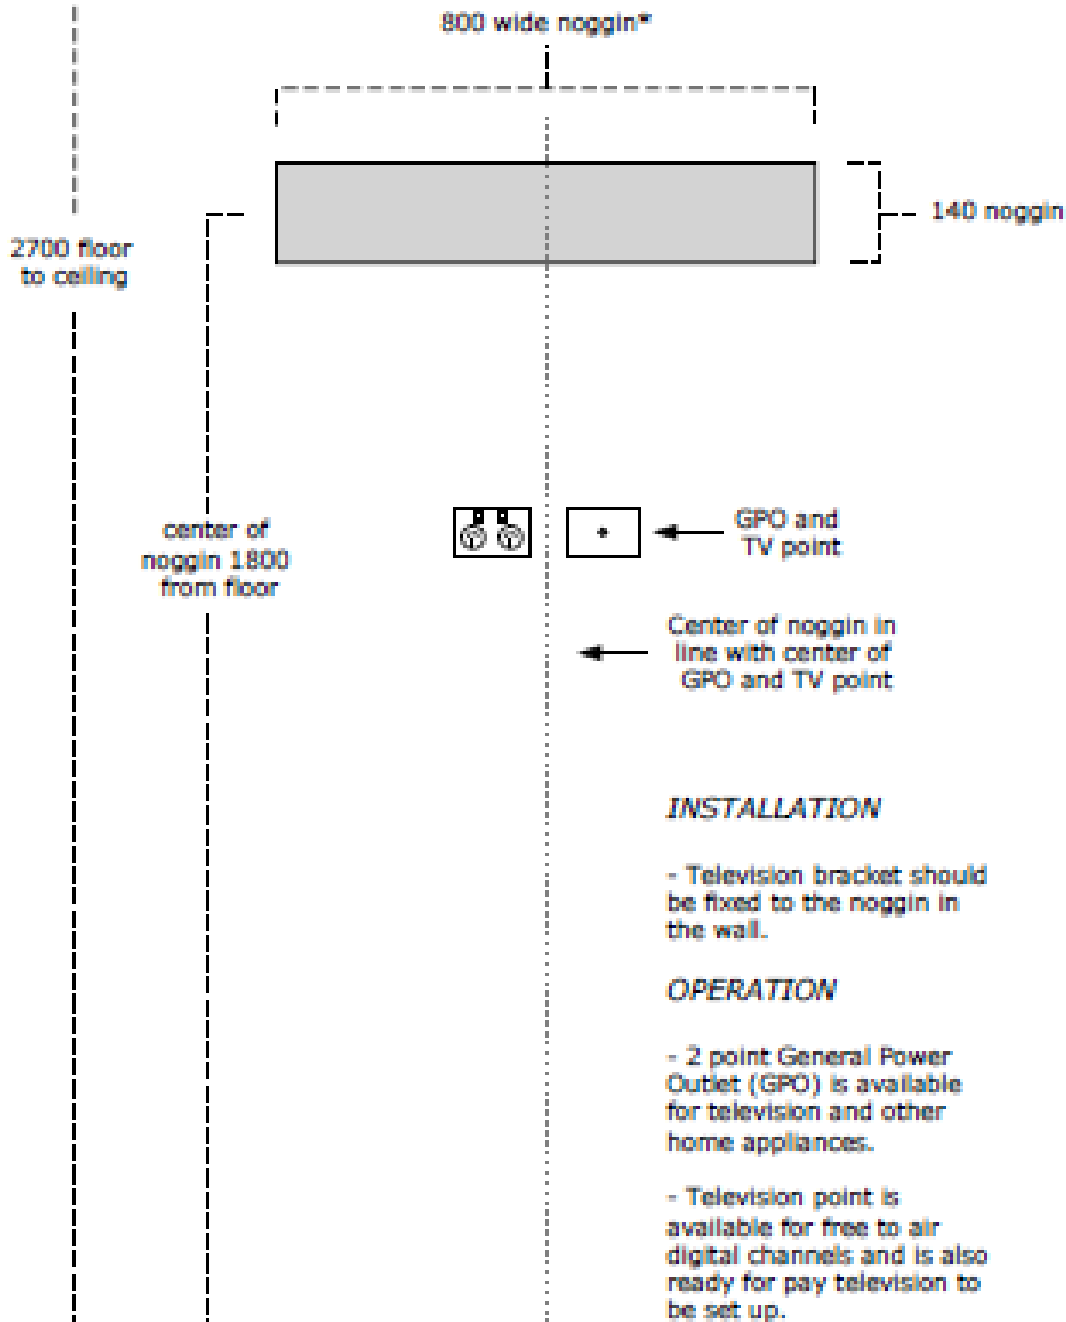 800 wide noggin*
140 noggin
2700 floor
to ceiling
center of
noggin 1800
from floor
GPO and
TV point
Center of noggin in
line with center of
GPO and TV point
INSTALLATION
- Television bracket should
be fixed to the noggin in
the wall.
OPERATION
- 2 point General Power
Outlet (GPO) is available
for television and other
home appliances.
- Television point is
available for free to air
digital channels and is also
ready for pay television to
be set up.